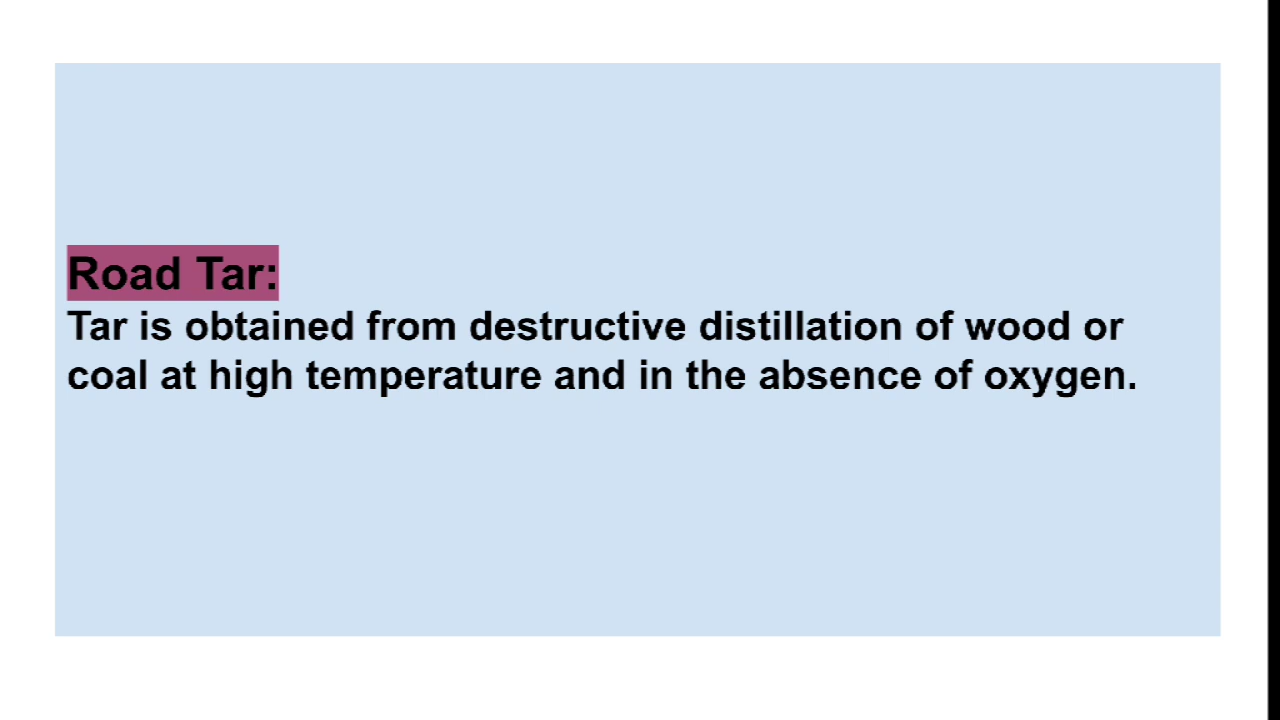 Road Tar:
Tar is obtained from destructive distillation of wood or
coal at high temperature and in the absence of oxygen.